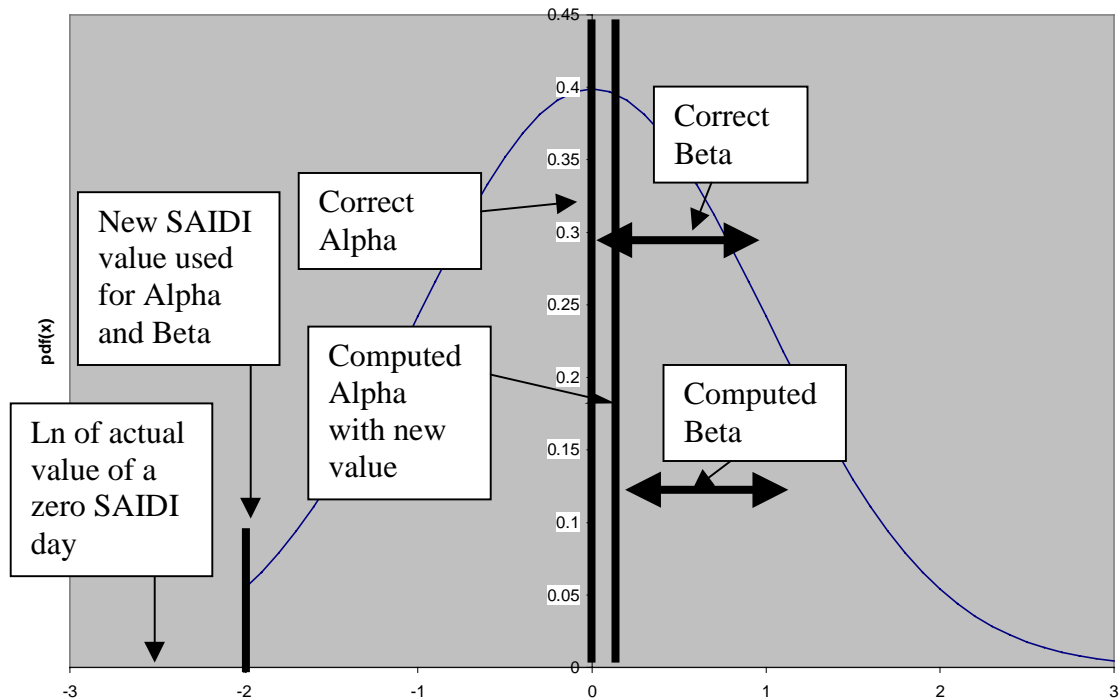 0.45
0.4
0.35
0.3
0.25
0.2
0.15
0.1
0.05
0
pdf(x)
Correct
Beta
Correct
Alpha
New SAIDI
value used
for Alpha
and Beta
Computed
Alpha
with new
value
Computed
Beta
Ln of actual
value of a
zero SAIDI
day
-3
-2
-1
0
1
2
3